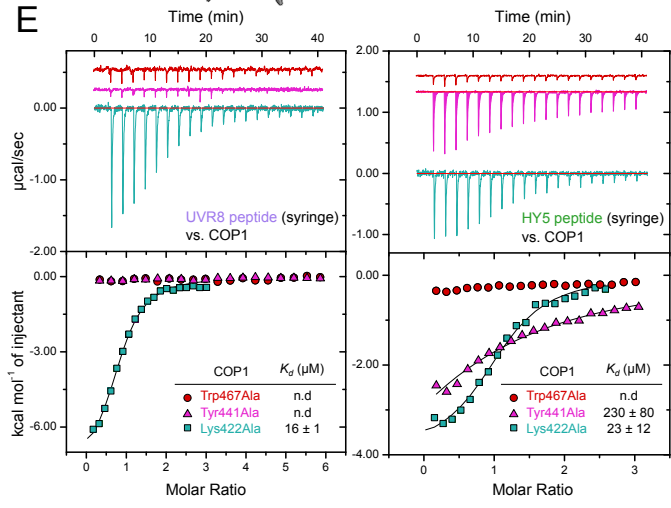 E
Time (min)
0 10 20 30 40
0.00
-1.00
-2.00
µcal/sec
UVR8 peptide (syringe)
vs. COP1
0.00
-3.00
-6.00
kcal mol⁻¹ of injectant
COP1 Kd (µM)
Trp467Ala n.d
Tyr441Ala n.d
Lys422Ala 16 ± 1
0 1 2 3 4 5 6
Molar Ratio
Time (min)
0 10 20 30 40
2.00
1.00
0.00
-1.00
HY5 peptide (syringe)
vs. COP1
0.00
-2.00
-4.00
COP1 Kd (µM)
Trp467Ala n.d
Tyr441Ala 230 ± 80
Lys422Ala 23 ± 12
0 1 2 3
Molar Ratio